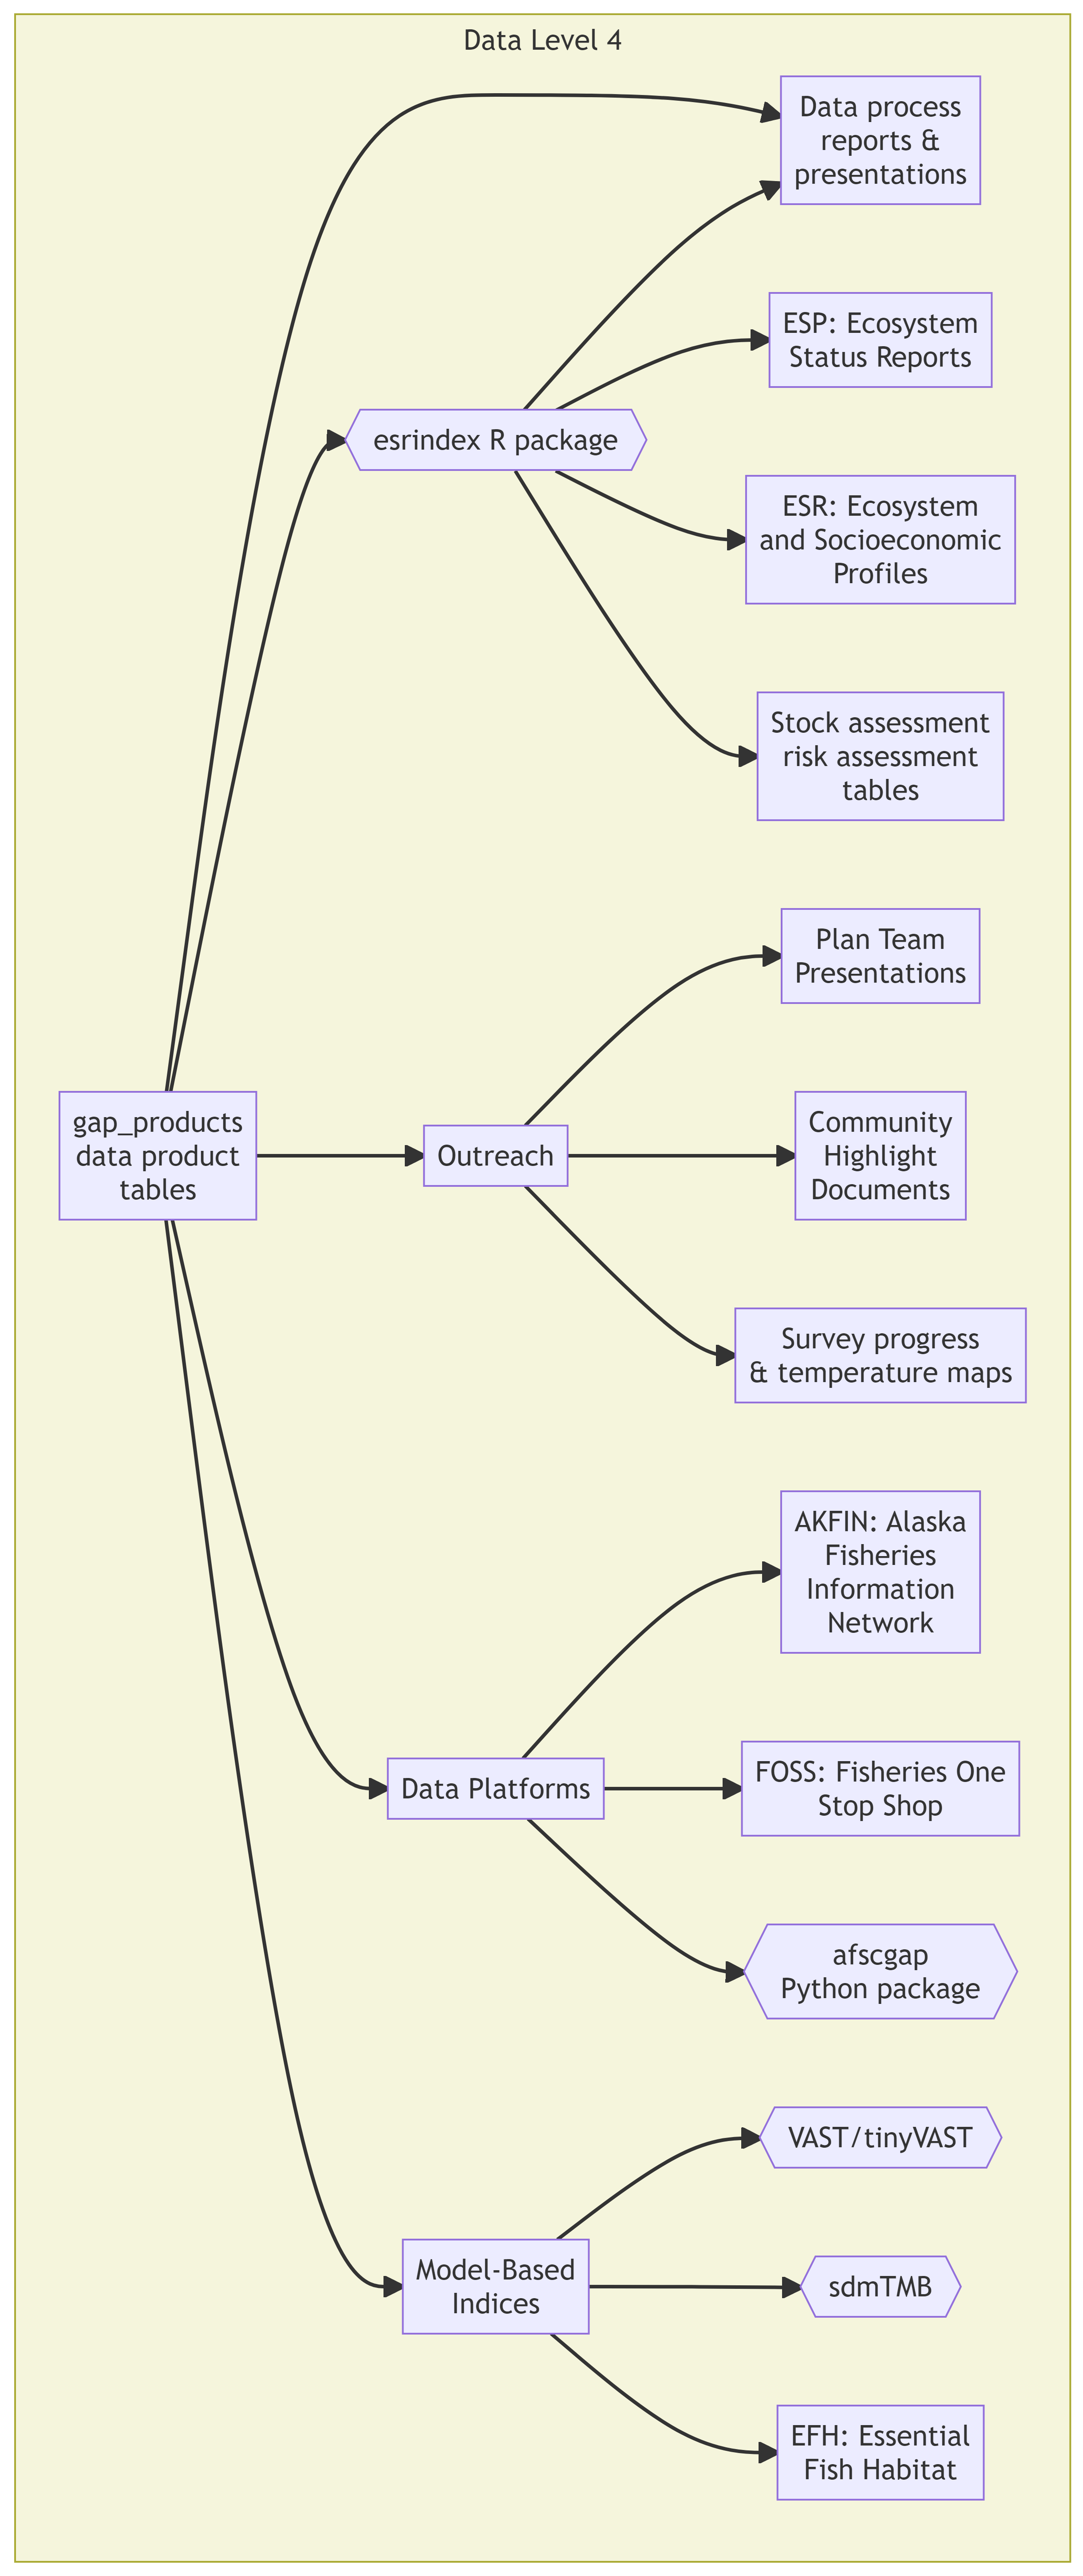 Data Level 4
Data process
reports &
presentations
ESP: Ecosystem
Status Reports
esrindex R package
ESR: Ecosystem
and Socioeconomic
Profiles
Stock assessment
risk assessment
tables
Plan Team
Presentations
gap_products
data product
tables
Outreach
Community
Highlight
Documents
Survey progress
& temperature maps
AKFIN: Alaska
Fisheries
Information
Network
Data Platforms
FOSS: Fisheries One
Stop Shop
afscgap
Python package
VAST/tinyVAST
Model-Based
Indices
sdmTMB
EFH: Essential
Fish Habitat